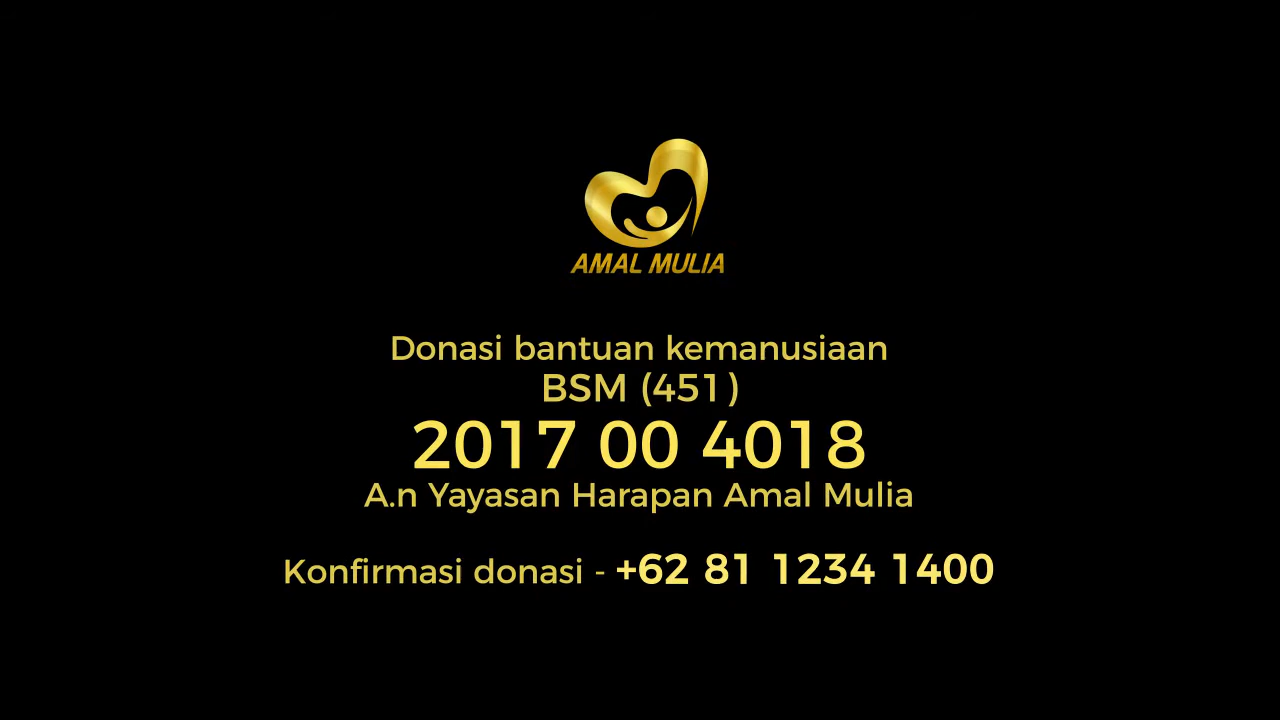 AMAL MULIA
Donasi bantuan kemanusiaan
BSM (451)
2017 00 4018
A.n Yayasan Harapan Amal Mulia
Konfirmasi donasi - +62 81 1234 1400